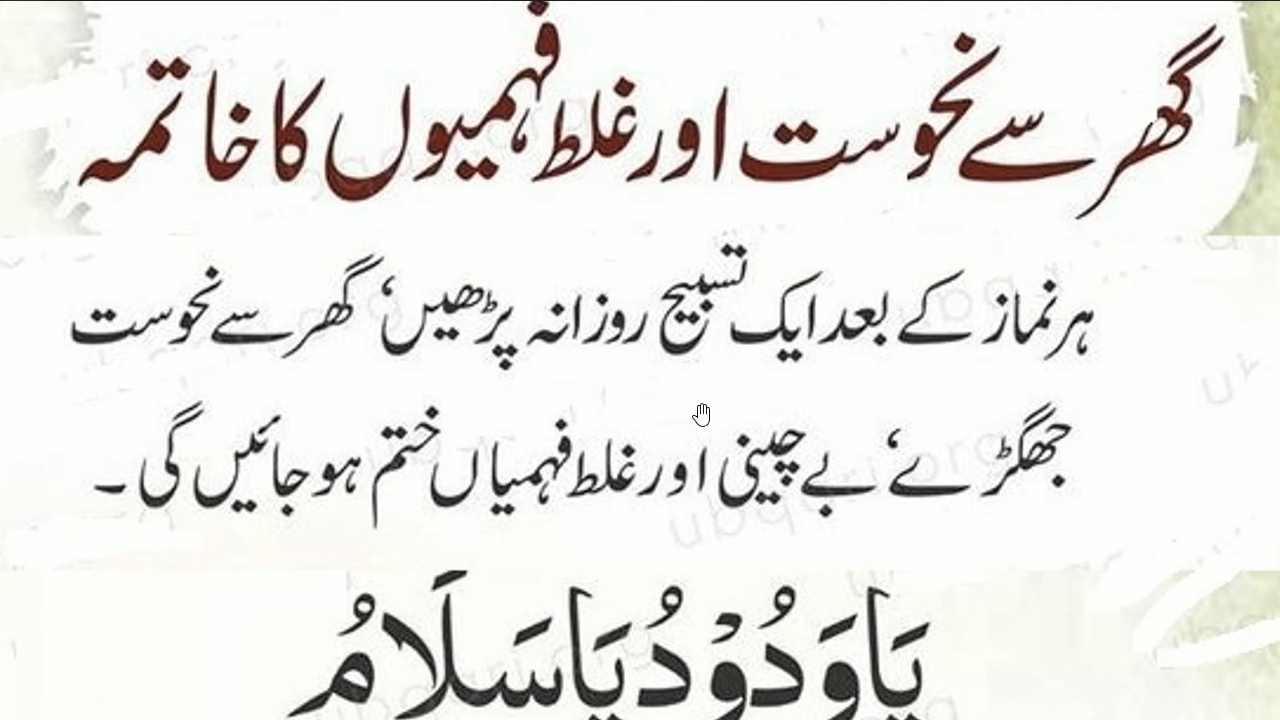 گھر سے نحوست اور غلط فہمیوں کا خاتمہ
ہر نماز کے بعد ایک تسبیح روزانہ پڑھیں‘ گھر سے نحوست
جھگڑے‘ بے چینی اور غلط فہمیاں ختم ہو جائیں گی۔
یَاوَدُوْدُ یَاسَلَامُ